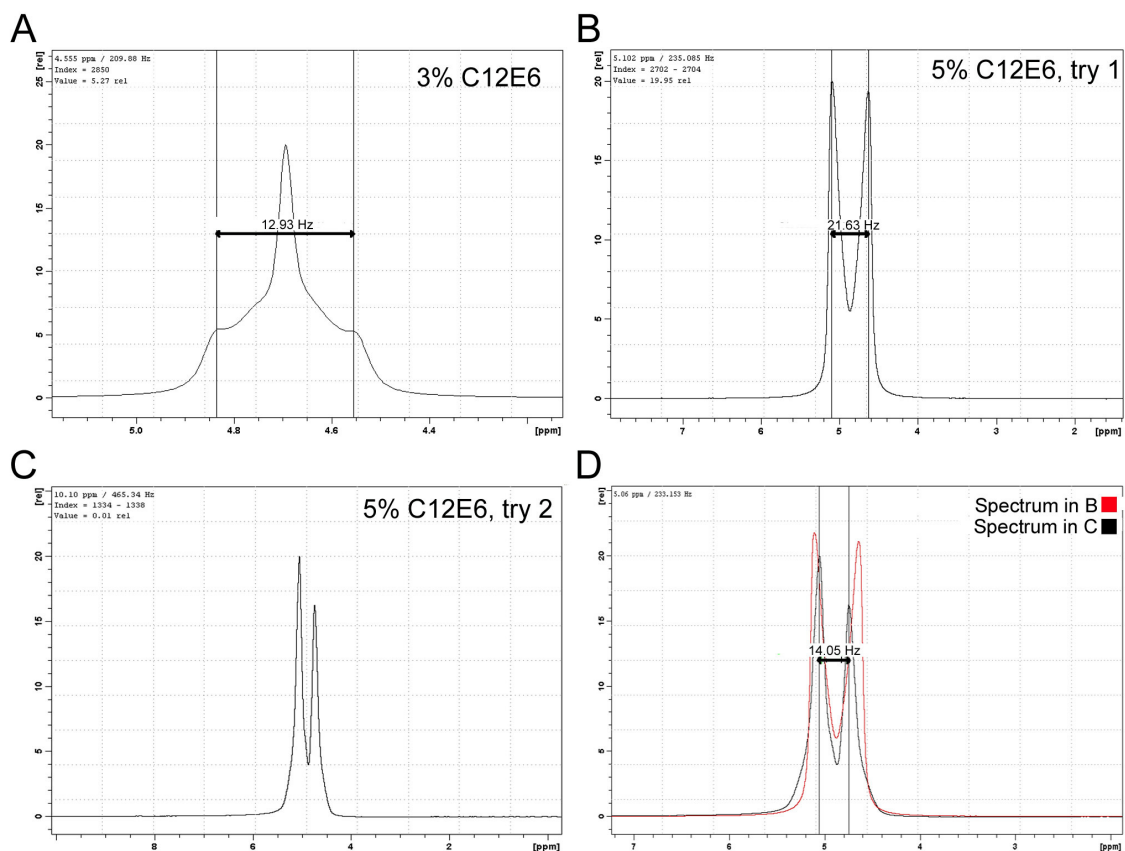 A
4.555 ppm / 209.88 Hz
Index = 2850
Value = 5.27 rel
3% C12E6
[rel]
25
20
15
10
5
0
12.93 Hz
5.0
4.8
4.6
4.4
[ppm]
B
5.102 ppm / 235.085 Hz
Index = 2702 - 2704
Value = 19.95 rel
5% C12E6, try 1
[rel]
20
15
10
5
0
21.63 Hz
7
6
5
4
3
2
[ppm]
C
10.10 ppm / 465.34 Hz
Index = 1334 - 1338
Value = 0.01 rel
5% C12E6, try 2
[rel]
20
15
10
5
0
8
6
4
2
[ppm]
D
5.06 ppm / 233.153 Hz
Spectrum in B
Spectrum in C
[rel]
20
15
10
5
0
14.05 Hz
7
6
5
4
3
2
[ppm]